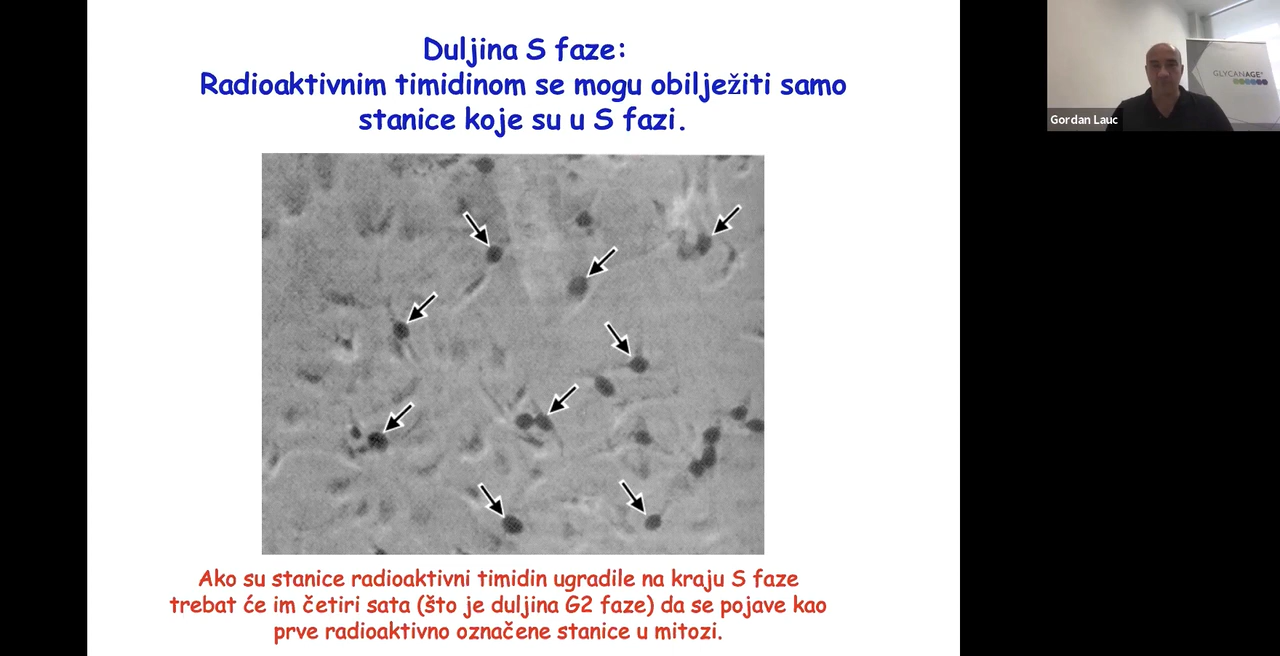 Duljina S faze:
Radioaktivnim timidinom se mogu obilježiti samo
stanice koje su u S fazi.
Ako su stanice radioaktivni timidin ugradile na kraju S faze
trebat će im četiri sata (što je duljina G2 faze) da se pojave kao
prve radioaktivno označene stanice u mitozi.
GLYCANAGE
Gordan Lauc